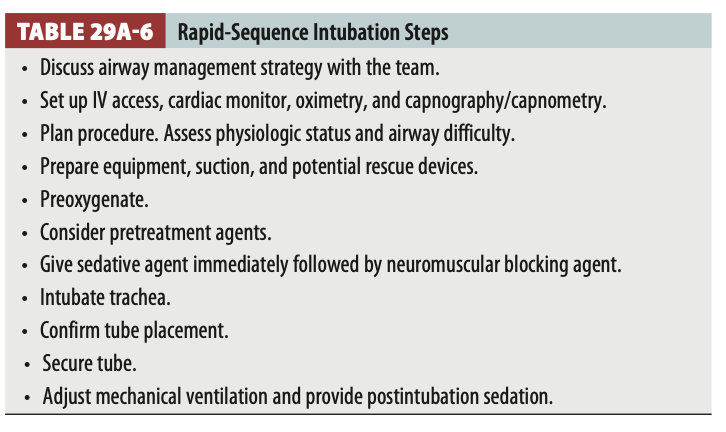 TABLE 29A-6 Rapid-Sequence Intubation Steps
• Discuss airway management strategy with the team.
• Set up IV access, cardiac monitor, oximetry, and capnography/capnometry.
• Plan procedure. Assess physiologic status and airway difficulty.
• Prepare equipment, suction, and potential rescue devices.
• Preoxygenate.
• Consider pretreatment agents.
• Give sedative agent immediately followed by neuromuscular blocking agent.
• Intubate trachea.
• Confirm tube placement.
• Secure tube.
• Adjust mechanical ventilation and provide postintubation sedation.